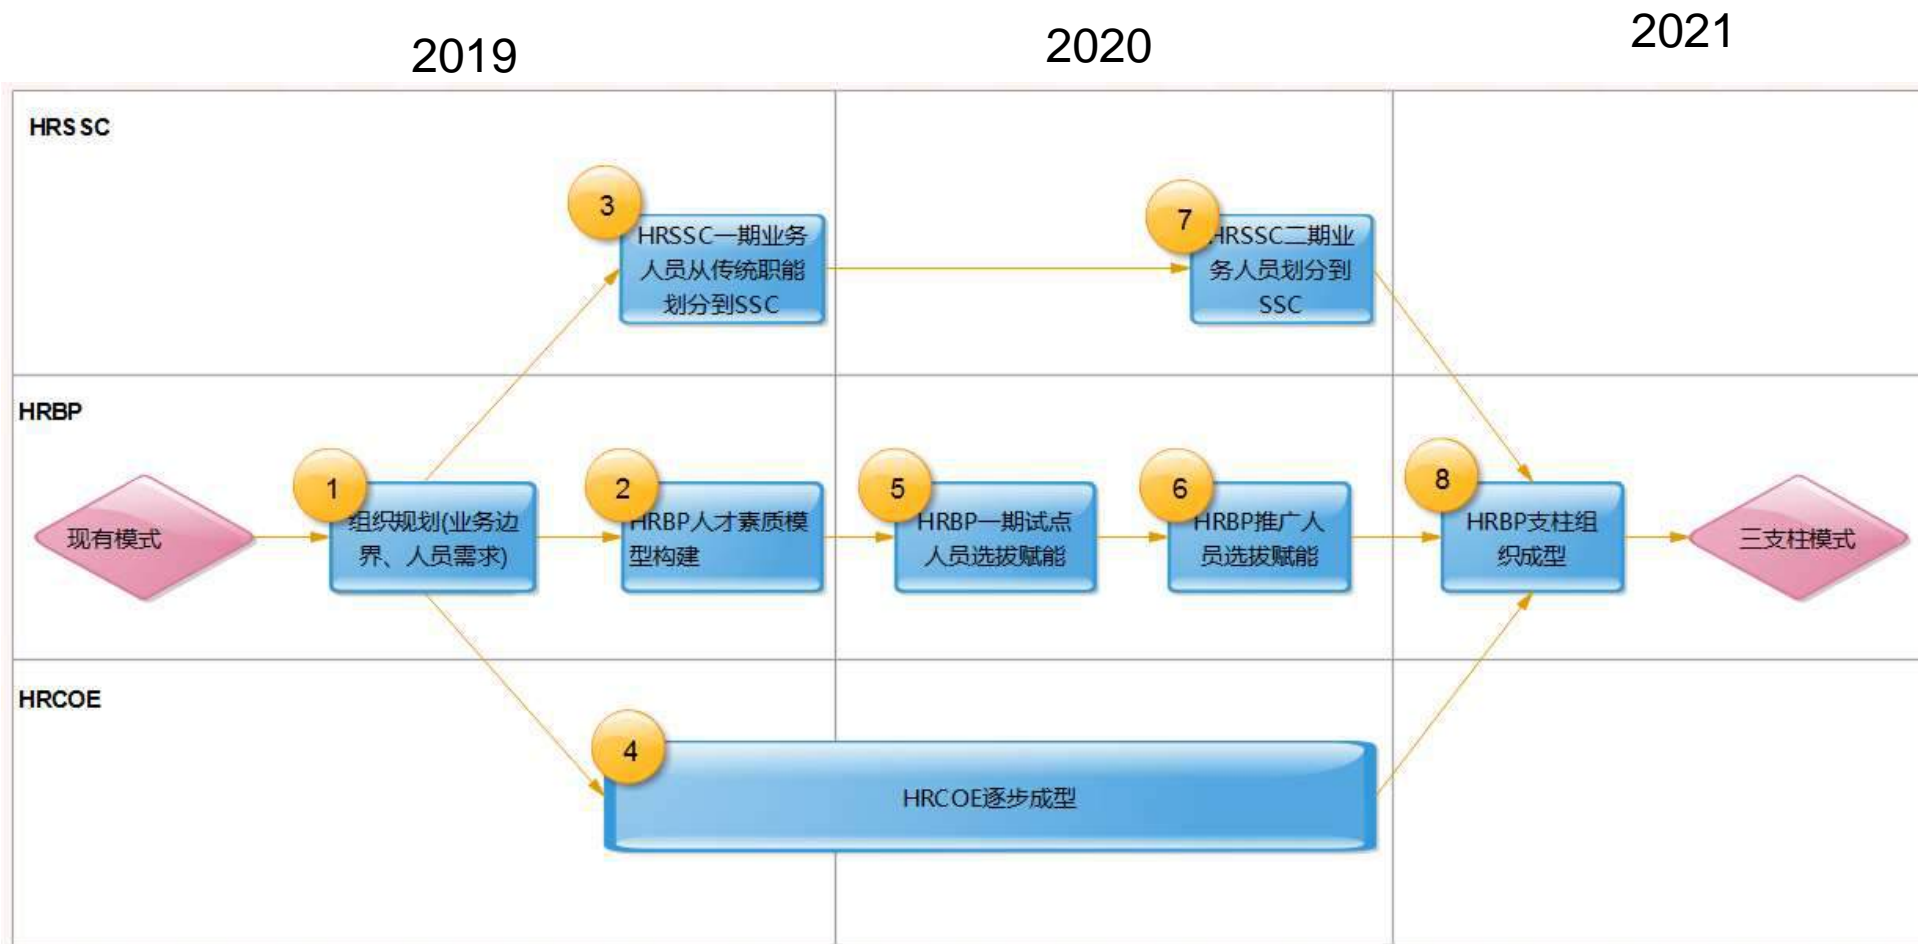 2019
2020
2021
HRSSC
3
HRSSC一期业务
人员从传统职能
划分到SSC
7
HRSSC二期业
务人员划分到
SSC
HRBP
现有模式
1
组织规划(业务边
界、人员需求)
2
HRBP人才素质模
型构建
5
HRBP一期试点
人员选拔赋能
6
HRBP推广人
员选拔赋能
8
HRBP支柱组
织成型
三支柱模式
HRCOE
4
HRCOE逐步成型